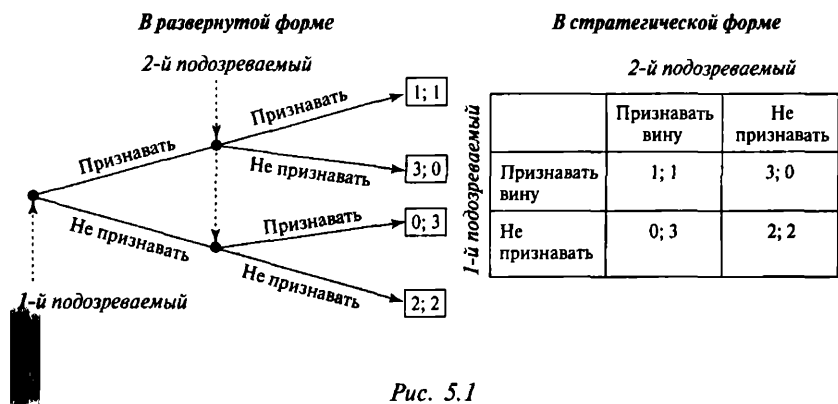 В развернутой форме
2-й подозреваемый
Признавать
Не признавать
Признавать
Не признавать
Признавать
Не признавать
1; 1
3; 0
0; 3
2; 2
1-й подозреваемый
В стратегической форме
2-й подозреваемый
1-й подозреваемый
Признавать
вину
Не
признавать
Признавать
вину
1; 1
3; 0
Не
признавать
0; 3
2; 2
Рис. 5.1